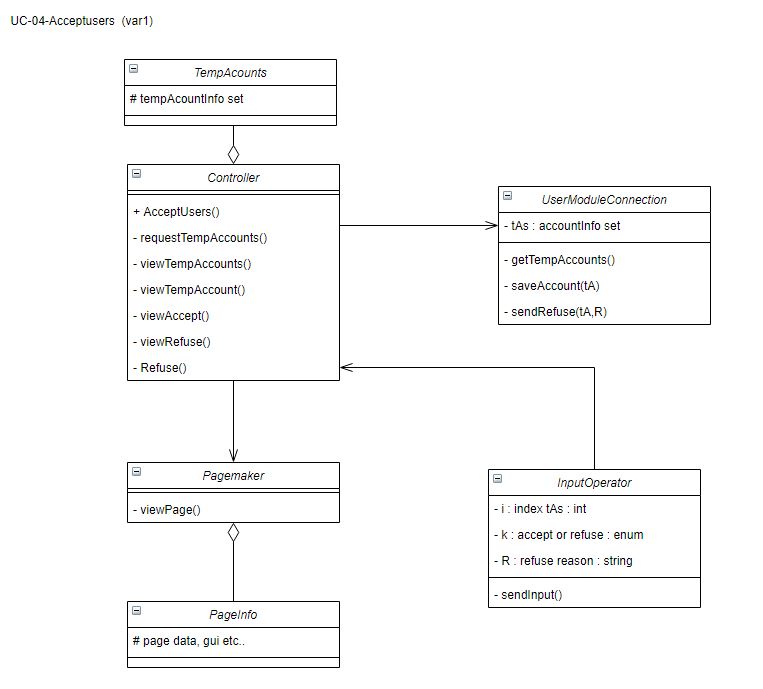 UC-04-Acceptusers (var1)
TempAcounts
# tempAcountInfo set
Controller
+ AcceptUsers()
- requestTempAccounts()
- viewTempAccounts()
- viewTempAccount()
- viewAccept()
- viewRefuse()
- Refuse()
UserModuleConnection
- tAs : accountInfo set
- getTempAccounts()
- saveAccount(tA)
- sendRefuse(tA,R)
Pagemaker
- viewPage()
InputOperator
- i : index tAs : int
- k : accept or refuse : enum
- R : refuse reason : string
- sendInput()
PageInfo
# page data, gui etc..